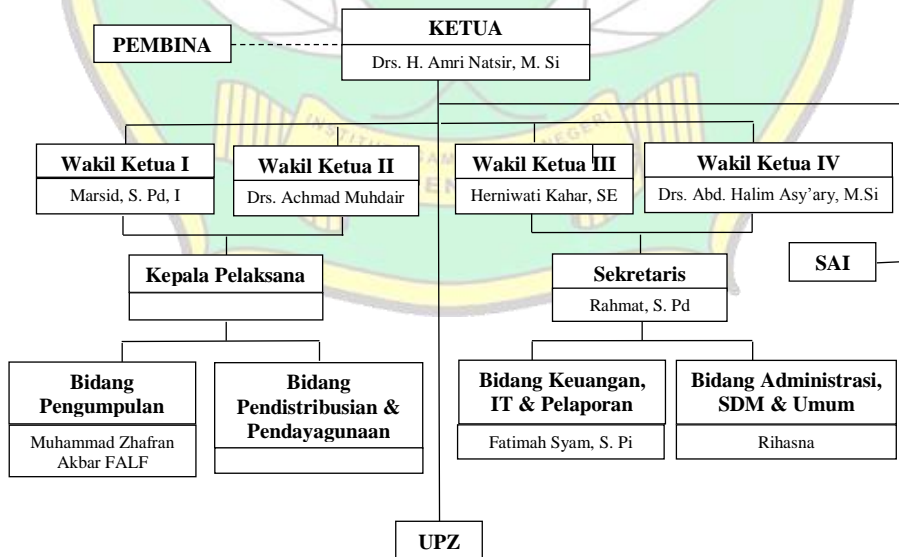 KETUA
PEMBINA
Drs. H. Amri Natsir, M. Si
Wakil Ketua I
Marsid, S. Pd, I
Wakil Ketua II
Drs. Achmad Muhdair
Wakil Ketua III
Herniwati Kahar, SE
Wakil Ketua IV
Drs. Abd. Halim Asy'ary, M.Si
Kepala Pelaksana
Sekretaris
Rahmat, S. Pd
SAI
Bidang
Pengumpulan
Muhammad Zhafran
Akbar FALF
Bidang
Pendistribusian &
Pendayagunaan
Bidang Keuangan,
IT & Pelaporan
Fatimah Syam, S. Pi
Bidang Administrasi,
SDM & Umum
Rihasna
UPZ